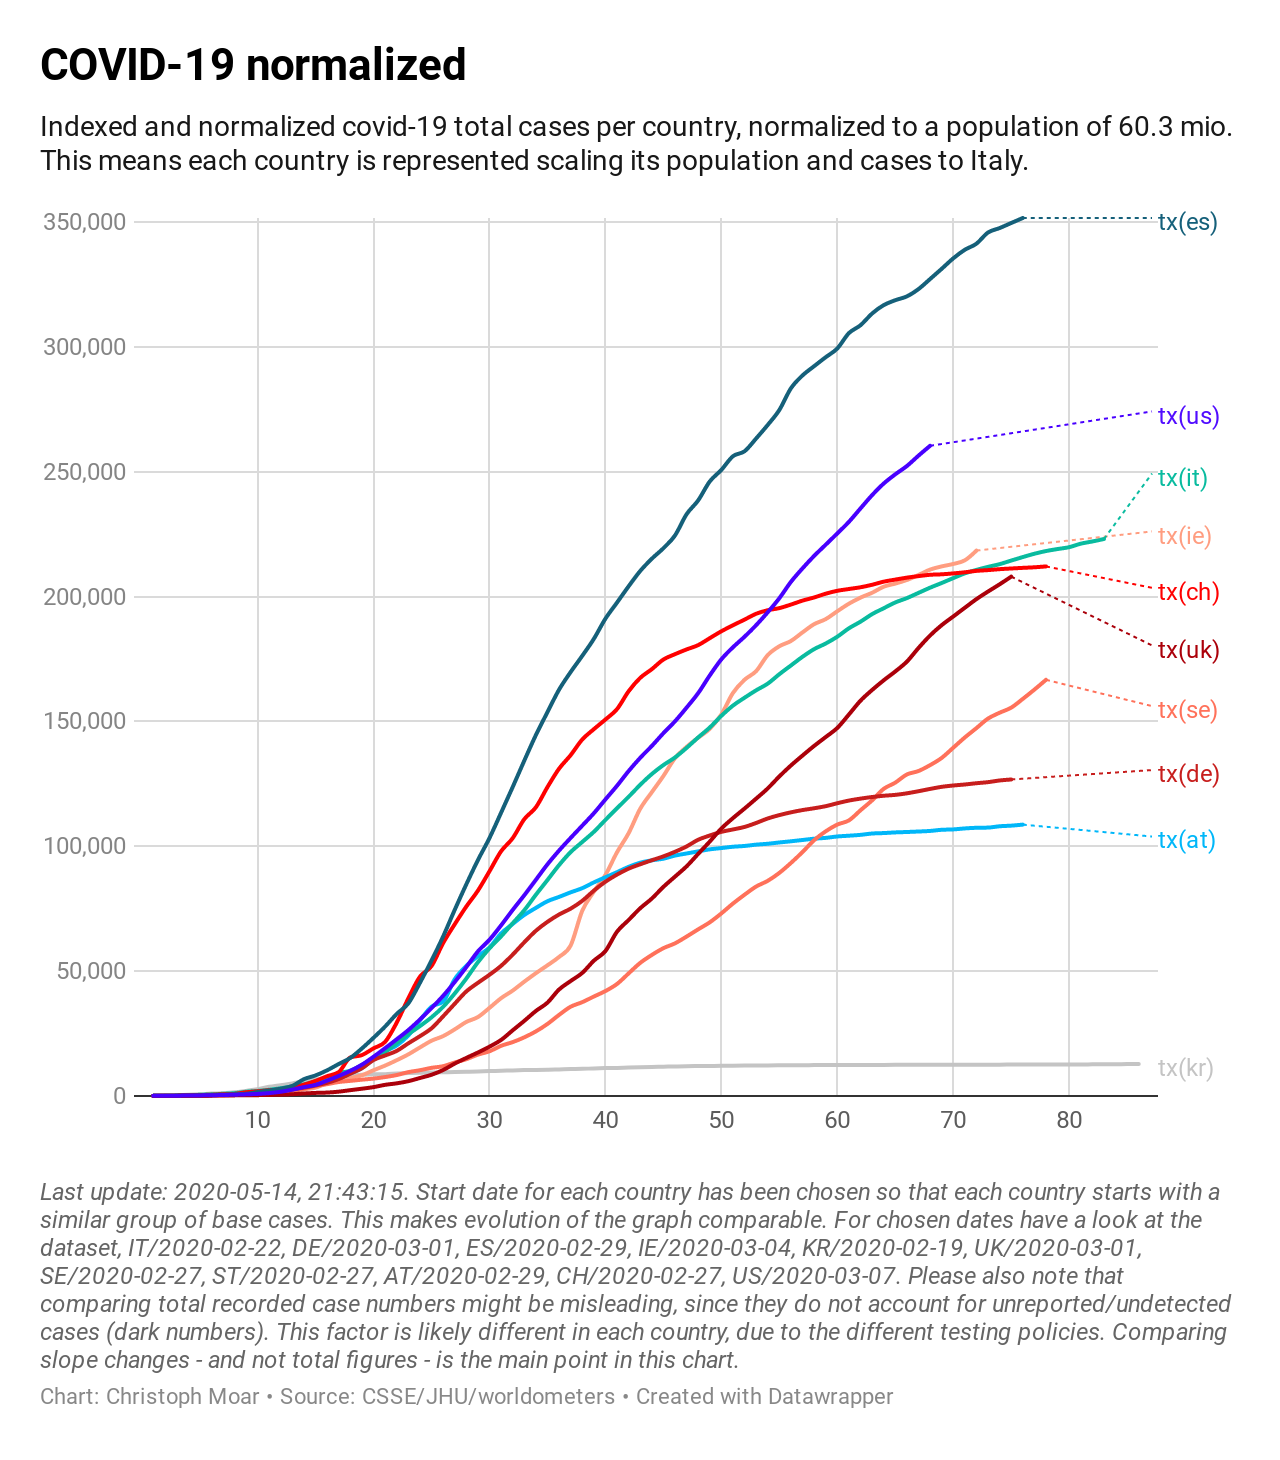 COVID-19 normalized
Indexed and normalized covid-19 total cases per country, normalized to a population of 60.3 mio.
This means each country is represented scaling its population and cases to Italy.
350,000
tx(es)
300,000
tx(us)
250,000
tx(it)
tx(ie)
200,000
tx(ch)
tx(uk)
150,000
tx(se)
tx(de)
100,000
tx(at)
50,000
tx(kr)
0
10 20 30 40 50 60 70 80
Last update: 2020-05-14, 21:43:15. Start date for each country has been chosen so that each country starts with a
similar group of base cases. This makes evolution of the graph comparable. For chosen dates have a look at the
dataset, IT/2020-02-22, DE/2020-03-01, ES/2020-02-29, IE/2020-03-04, KR/2020-02-19, UK/2020-03-01,
SE/2020-02-27, ST/2020-02-27, AT/2020-02-29, CH/2020-02-27, US/2020-03-07. Please also note that
comparing total recorded case numbers might be misleading, since they do not account for unreported/undetected
cases (dark numbers). This factor is likely different in each country, due to the different testing policies. Comparing
slope changes - and not total figures - is the main point in this chart.
Chart: Christoph Moar • Source: CSSE/JHU/worldometers • Created with Datawrapper